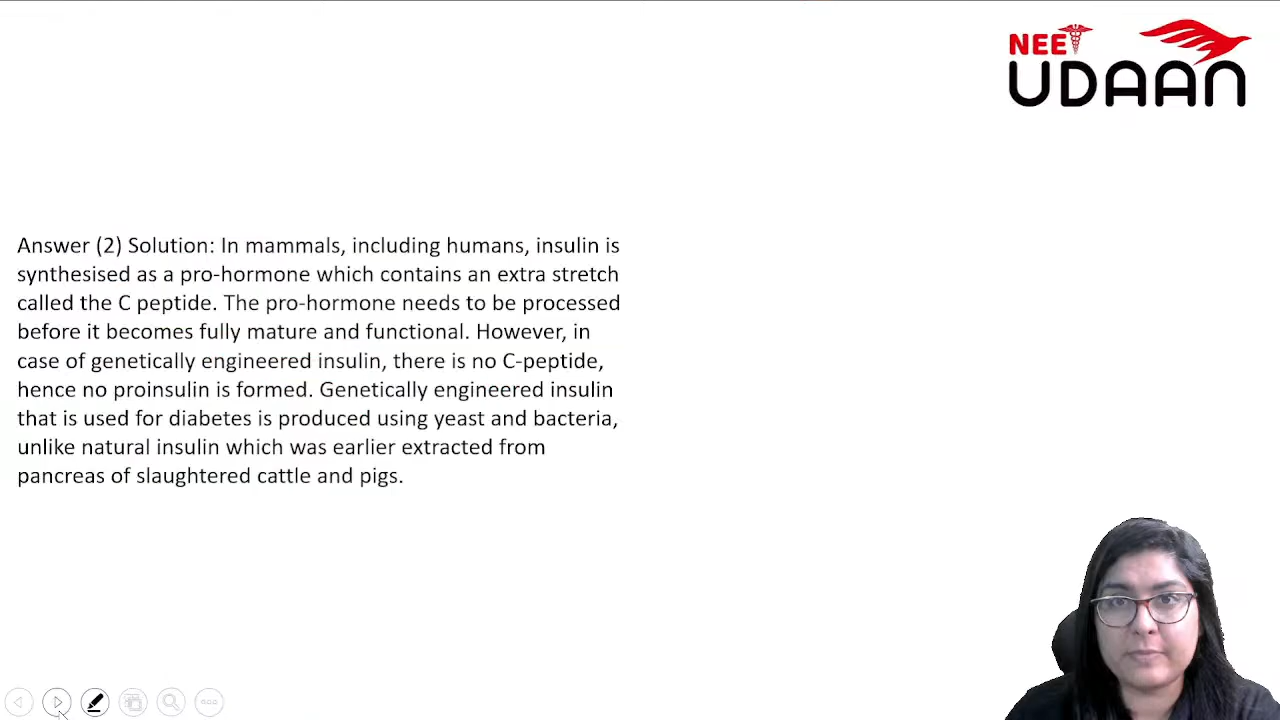 NEET
UDAAN
Answer (2) Solution: In mammals, including humans, insulin is
synthesised as a pro-hormone which contains an extra stretch
called the C peptide. The pro-hormone needs to be processed
before it becomes fully mature and functional. However, in
case of genetically engineered insulin, there is no C-peptide,
hence no proinsulin is formed. Genetically engineered insulin
that is used for diabetes is produced using yeast and bacteria,
unlike natural insulin which was earlier extracted from
pancreas of slaughtered cattle and pigs.